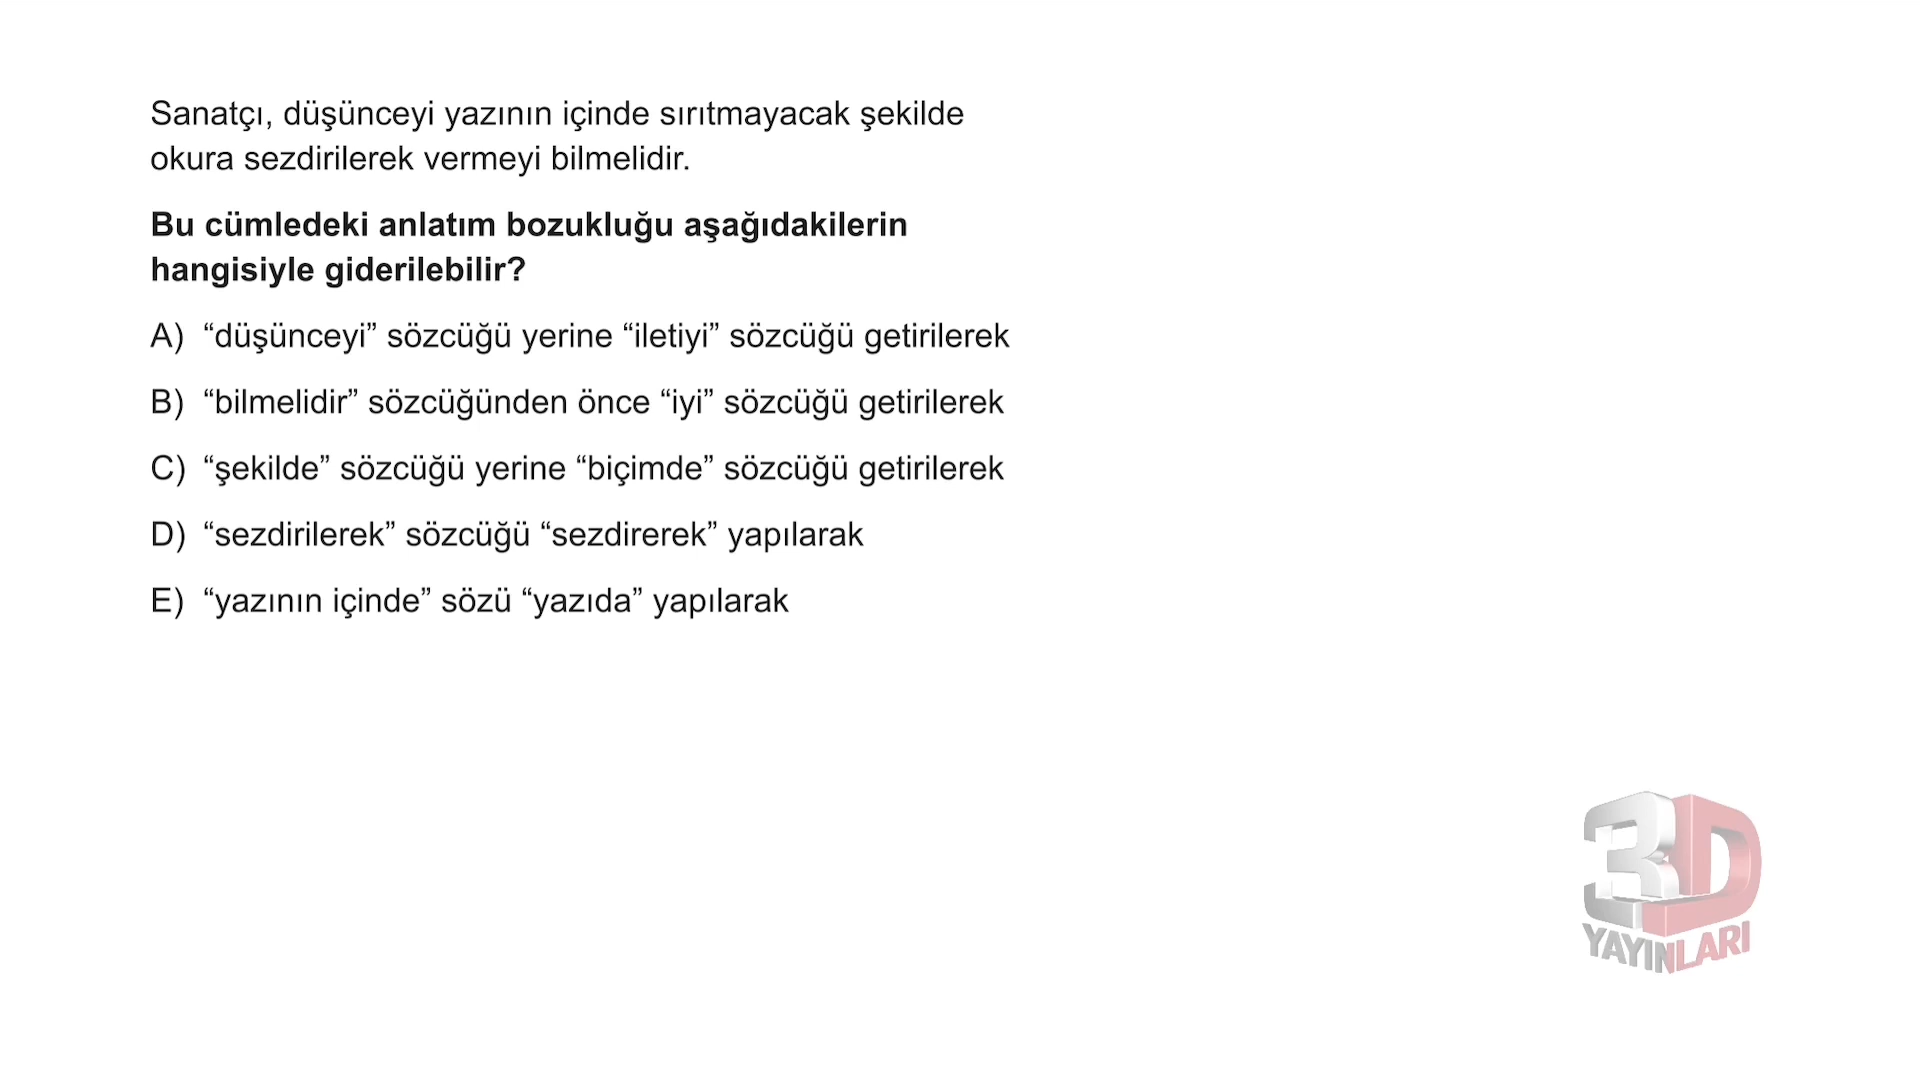 Sanatçı, düşünceyi yazının içinde sırıtmayacak şekilde
okura sezdirilerek vermeyi bilmelidir.
Bu cümledeki anlatım bozukluğu aşağıdakilerin
hangisiyle giderilebilir?
A) “düşünceyi” sözcüğü yerine “iletiyi” sözcüğü getirilerek
B) “bilmelidir” sözcüğünden önce “iyi” sözcüğü getirilerek
C) “şekilde” sözcüğü yerine “biçimde” sözcüğü getirilerek
D) “sezdirilerek” sözcüğü “sezdirerek” yapılarak
E) “yazının içinde” sözü “yazıda” yapılarak
3D
YAYINLARI